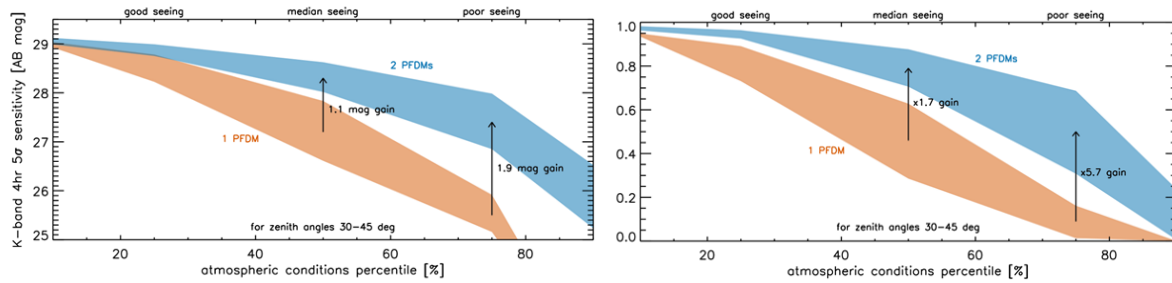 good seeing median seeing poor seeing
K-band 4hr 5σ sensitivity [AB mag]
29
28
27
26
25
2 PFDMs
1 PFDM
1.1 mag gain
1.9 mag gain
for zenith angles 30-45 deg
20 40 60 80
atmospheric conditions percentile [%]
good seeing median seeing poor seeing
1.0
0.8
0.6
0.4
0.2
0.0
2 PFDMs
1 PFDM
x1.7 gain
x5.7 gain
for zenith angles 30-45 deg
20 40 60 80
atmospheric conditions percentile [%]